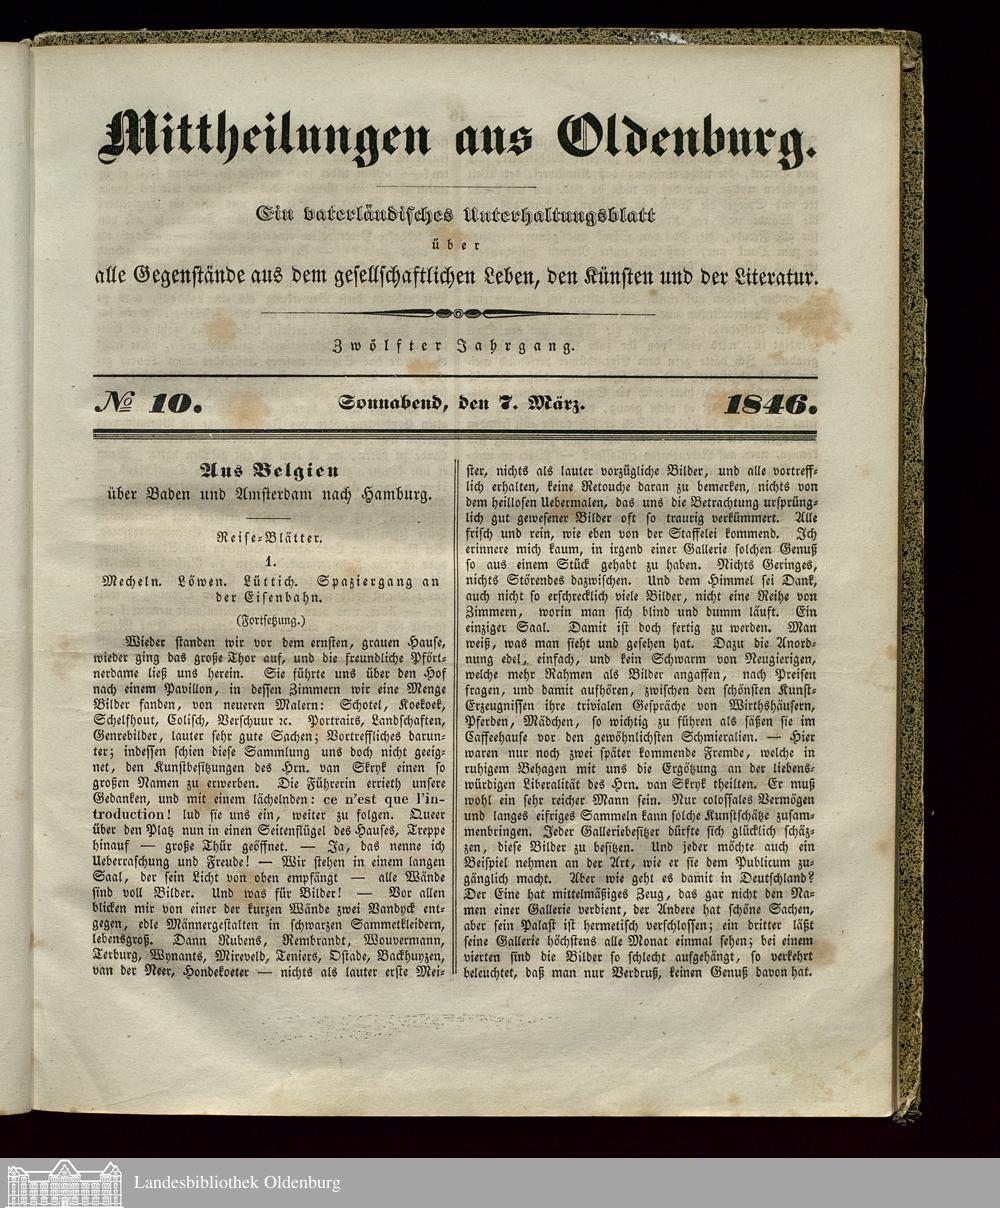 Mittheilungen aus Oldenburg.
Ein vaterländisches Unterhaltungsblatt
über
alle Gegenstände aus dem gesellschaftlichen Leben, den Künsten und der Literatur.
Zwölfter Jahrgang.
№ 10. Sonnabend, den 7. März. 1846.
Aus Belgien
über Baden und Amsterdam nach Hamburg.
Reise-Blätter.
1.
Mecheln. Löwen. Lüttich. Spaziergang an
der Eisenbahn.
(Fortsetzung.)
Wieder standen wir vor dem ernsten, grauen Hause,
wieder ging das große Thor auf, und die freundliche Pfört-
nerdame ließ uns herein. Sie führte uns über den Hof
nach einem Pavillon, in dessen Zimmern wir eine Menge
Bilder fanden, von neueren Malern: Schotel, Koekoek,
Schelfhout, Colisch, Verschuur ꝛc. Portrairs, Landschaften,
Genrebilder, lauter sehr gute Sachen; Vortreffliches darun-
ter; indessen schien diese Sammlung uns doch nicht geeig-
net, den Kunstbesitzungen des Hrn. van Skryk einen so
großen Namen zu erwerben. Die Führerin errieth unsere
Gedanken, und mit einem lächelnden: ce n'est que l'in-
troduction! lud sie uns ein, weiter zu folgen. Queer
über den Platz nun in einen Seitenflügel des Hauses, Treppe
hinauf — große Thür geöffnet. — Ja, das nenne ich
Ueberraschung und Freude! — Wir stehen in einem langen
Saal, der sein Licht von oben empfängt — alle Wände
sind voll Bilder. Und was für Bilder! — Vor allen
blicken mir von einer der kurzen Wände zwei Vandyck ent-
gegen, edle Männergestalten in schwarzen Sammetkleidern,
lebensgroß. Dann Rubens, Rembrandt, Wouvermann,
Terburg, Wynants, Mireveld, Teniers, Ostade, Backhuyzen,
van der Neer, Hondekoeter — nichts als lauter erste Mei-
ster, nichts als lauter vorzügliche Bilder, und alle vortreff-
lich erhalten, keine Retouche daran zu bemerken, nichts von
dem heillosen Uebermalen, das uns die Betrachtung ursprüng-
lich gut gewesener Bilder oft so traurig verkümmert. Alle
frisch und rein, wie eben von der Staffelei kommend. Ich
erinnere mich kaum, in irgend einer Gallerie solchen Genuß
so aus einem Stück gehabt zu haben. Nichts Geringes,
nichts Störendes dazwischen. Und dem Himmel sei Dank,
auch nicht so erschrecklich viele Bilder, nicht eine Reihe von
Zimmern, worin man sich blind und dumm läuft. Ein
einziger Saal. Damit ist doch fertig zu werden. Man
weiß, was man sieht und gesehen hat. Dazu die Anord-
nung edel, einfach, und kein Schwarm von Neugierigen,
welche mehr Rahmen als Bilder angaffen, nach Preisen
fragen, und damit aufhören, zwischen den schönsten Kunst-
Erzeugnissen ihre trivialen Gespräche von Wirthshäusern,
Pferden, Mädchen, so wichtig zu führen als säßen sie im
Caffeehause vor den gewöhnlichsten Schmieralien. — Hier
waren nur noch zwei später kommende Fremde, welche in
ruhigem Behagen mit uns die Ergötzung an der liebens-
würdigen Liberalität des Hrn. van Skryk theilten. Er muß
wohl ein sehr reicher Mann sein. Nur colossales Vermögen
und langes eifriges Sammeln kann solche Kunstschätze zusam-
menbringen. Jeder Galleriebesitzer dürfte sich glücklich schäz-
zen, diese Bilder zu besitzen. Und jeder möchte auch ein
Beispiel nehmen an der Art, wie er sie dem Publicum zu-
gänglich macht. Aber wie geht es damit in Deutschland?
Der Eine hat mittelmäßiges Zeug, das gar nicht den Na-
men einer Gallerie verdient, der Andere hat schöne Sachen,
aber sein Palast ist hermetisch verschlossen; ein dritter läßt
seine Gallerie höchstens alle Monat einmal sehen; bei einem
vierten sind die Bilder so schlecht aufgehängt, so verkehrt
beleuchtet, daß man nur Verdruß, keinen Genuß davon hat.
Landesbibliothek Oldenburg